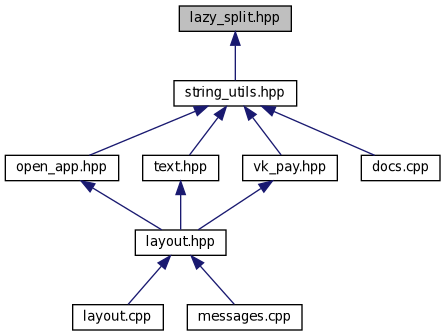 lazy_split.hpp
string_utils.hpp
open_app.hpp
text.hpp
vk_pay.hpp
docs.cpp
layout.hpp
layout.cpp
messages.cpp